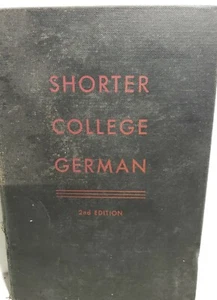 SHORTER
COLLEGE
GERMAN
2nd EDITION